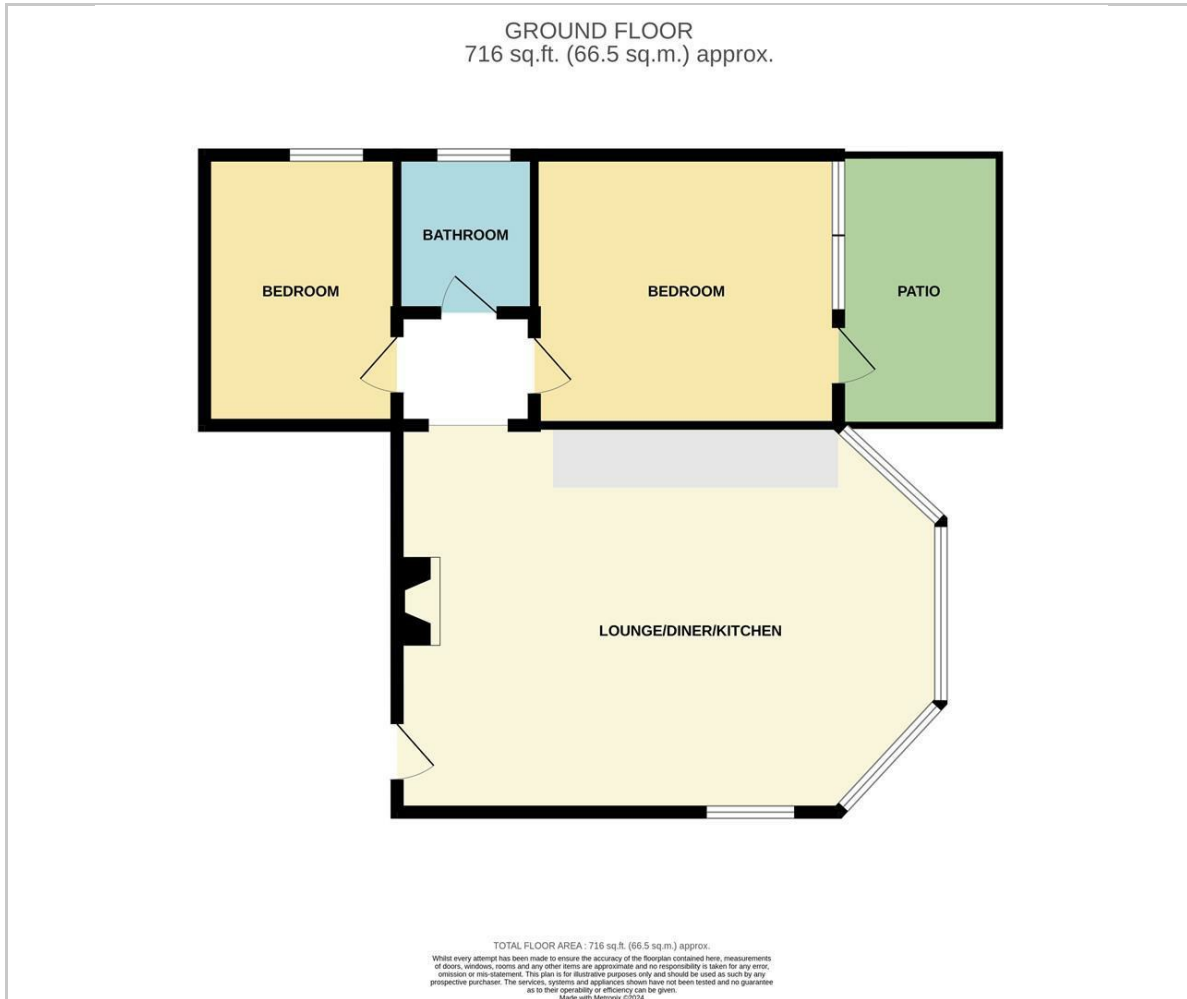 GROUND FLOOR
716 sq.ft. (66.5 sq.m.) approx.
BATHROOM
BEDROOM
BEDROOM
PATIO
LOUNGE/DINER/KITCHEN
TOTAL FLOOR AREA : 716 sq.ft. (66.5 sq.m.) approx.
Whilst every attempt has been made to ensure the accuracy of the floorplan contained here, measurements
of doors, windows, rooms and any other items are approximate and no responsibility is taken for any error,
omission or mis-statement. This plan is for illustrative purposes only and should be used as such by any
prospective purchaser. The services, systems and appliances shown have not been tested and no guarantee
as to their operability or efficiency can be given.
Made with Metropix ©2024